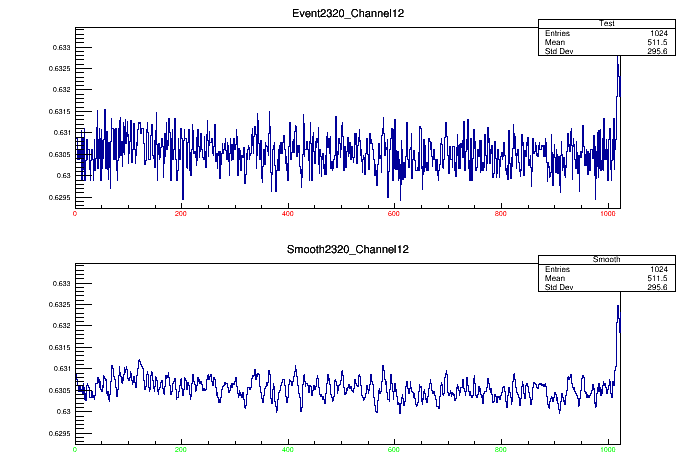 Event2320_Channel12
Test
Entries 1024
Mean 511.5
Std Dev 295.6
0.633
0.6325
0.632
0.6315
0.631
0.6305
0.63
0.6295
0 200 400 600 800 1000
Smooth2320_Channel12
Smooth
Entries 1024
Mean 511.5
Std Dev 295.6
0.633
0.6325
0.632
0.6315
0.631
0.6305
0.63
0.6295
0 200 400 600 800 1000